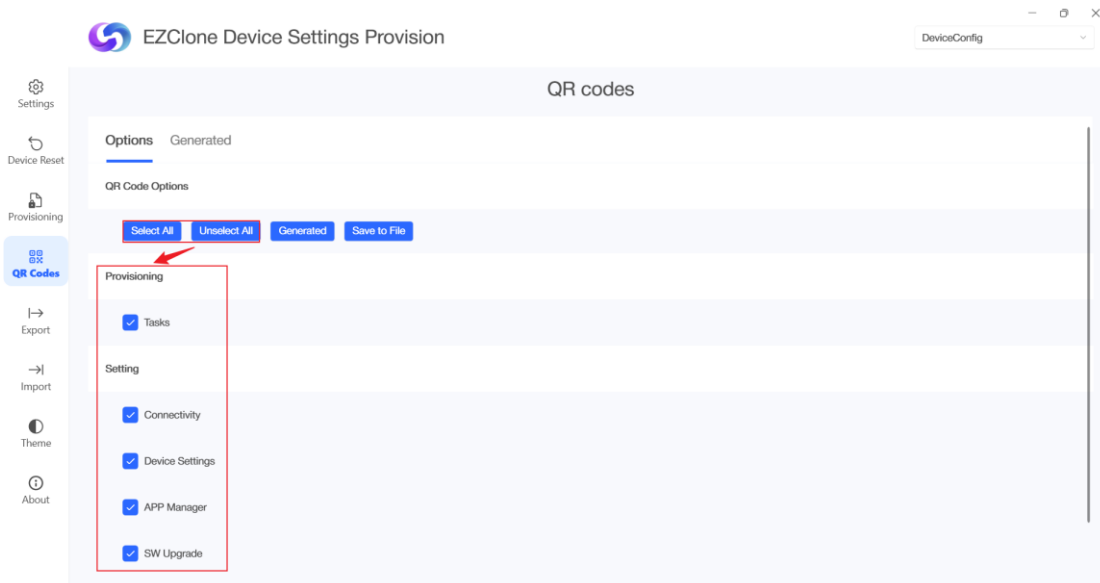 EZClone Device Settings Provision
DeviceConfig
Settings
Device Reset
Provisioning
QR Codes
Export
Import
Theme
About
QR codes
Options Generated
QR Code Options
Select All Unselect All Generated Save to File
Provisioning
Tasks
Setting
Connectivity
Device Settings
APP Manager
SW Upgrade